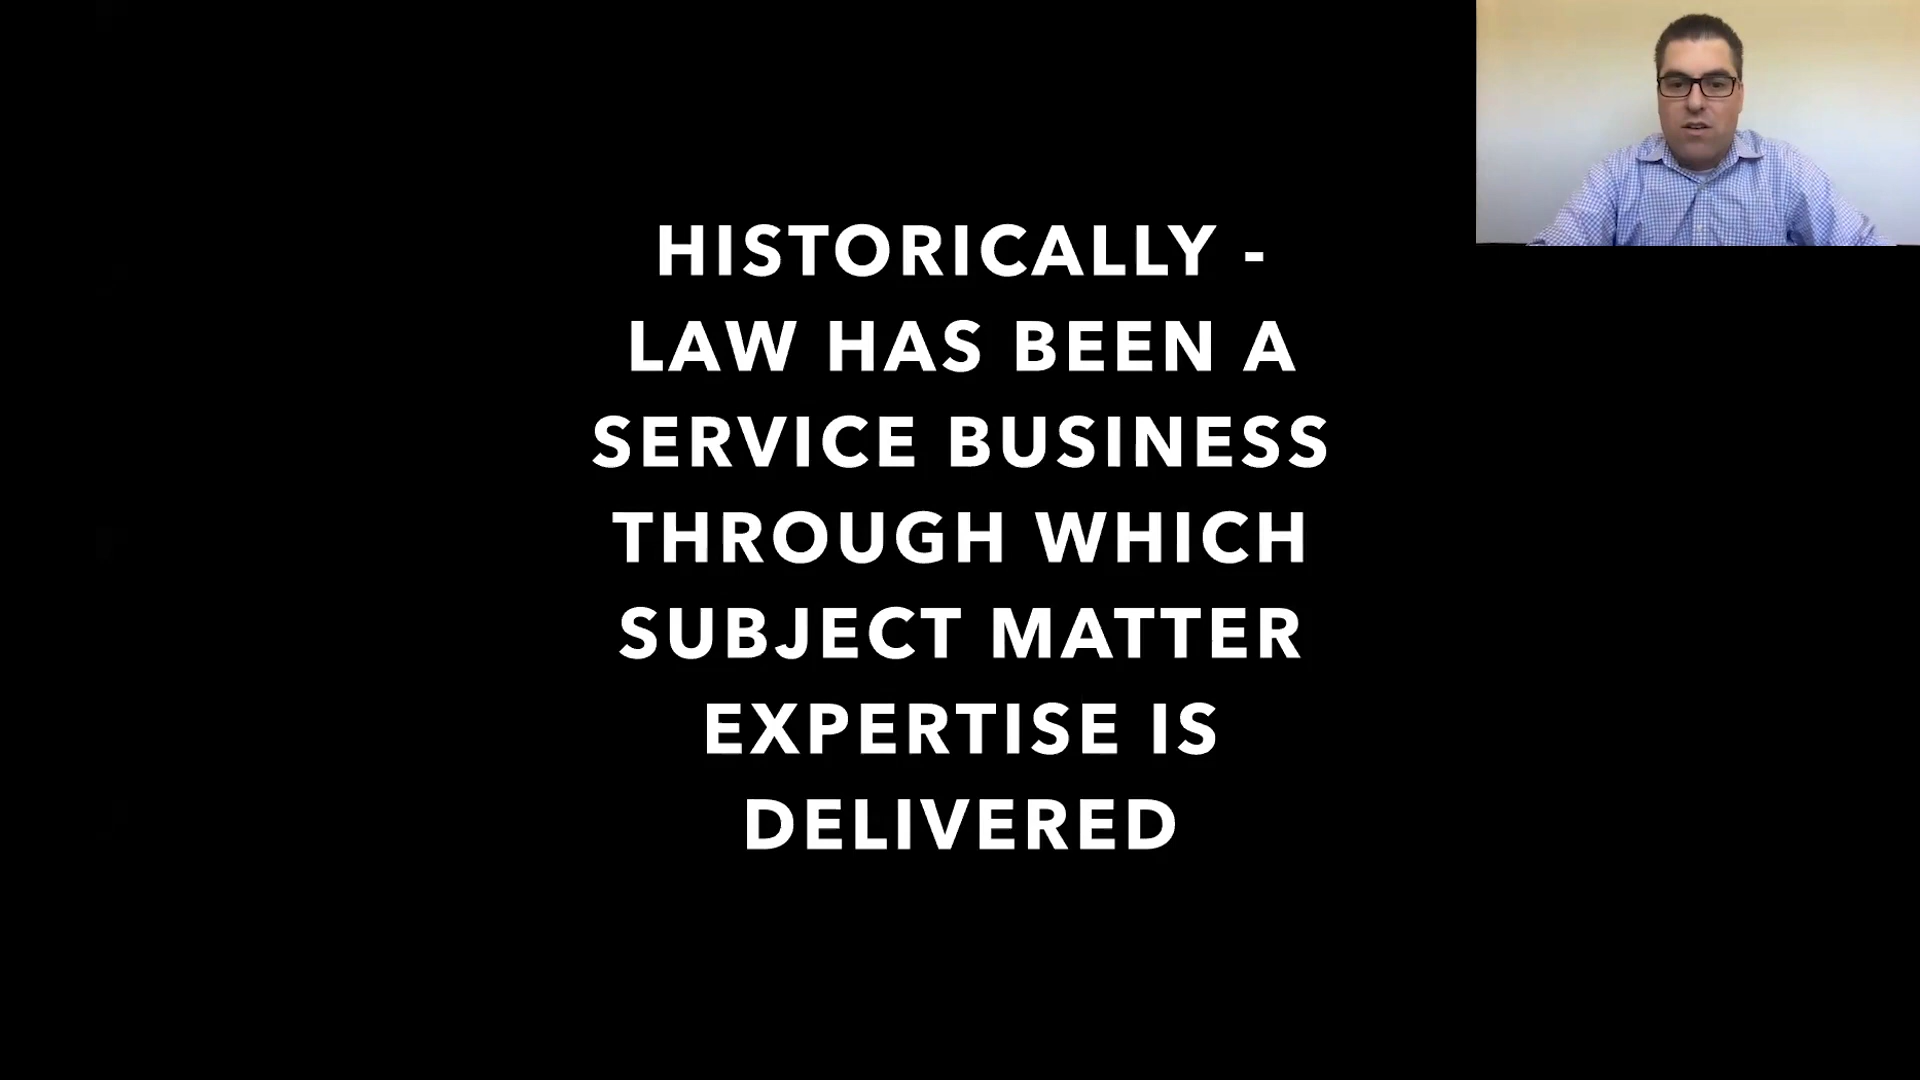 HISTORICALLY -
LAW HAS BEEN A
SERVICE BUSINESS
THROUGH WHICH
SUBJECT MATTER
EXPERTISE IS
DELIVERED